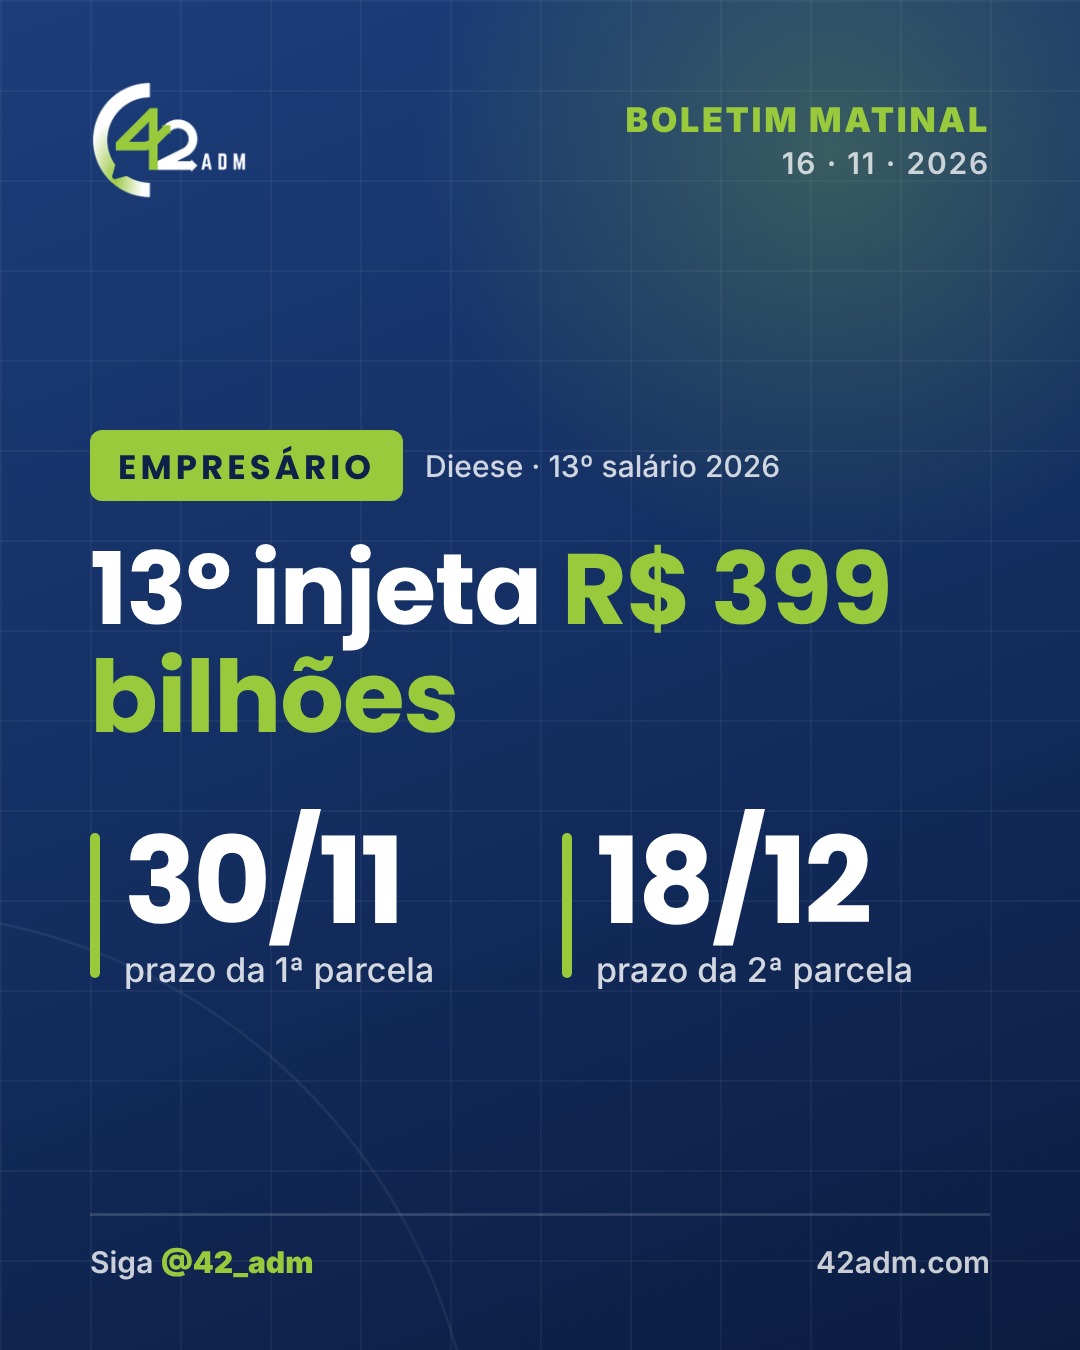 42 ADM
BOLETIM MATINAL
16 · 11 · 2026
EMPRESÁRIO
Dieese · 13º salário 2026
13º injeta R$ 399
bilhões
30/11
prazo da 1ª parcela
18/12
prazo da 2ª parcela
Siga @42_adm
42adm.com